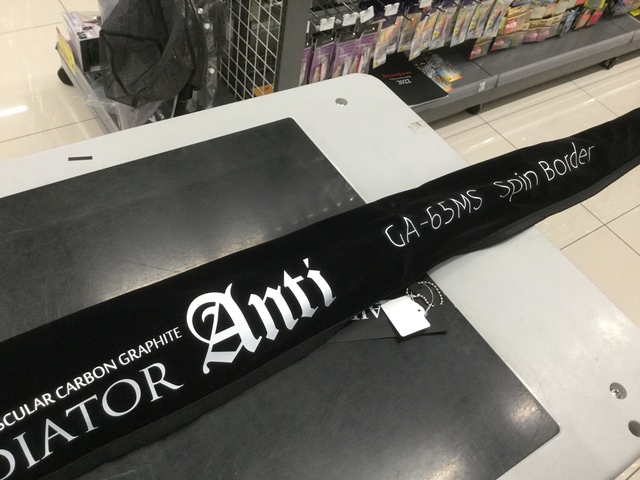 SCULAR CARBON GRAPHITE
DIATOR
Anti
GA-65MS Spin Border